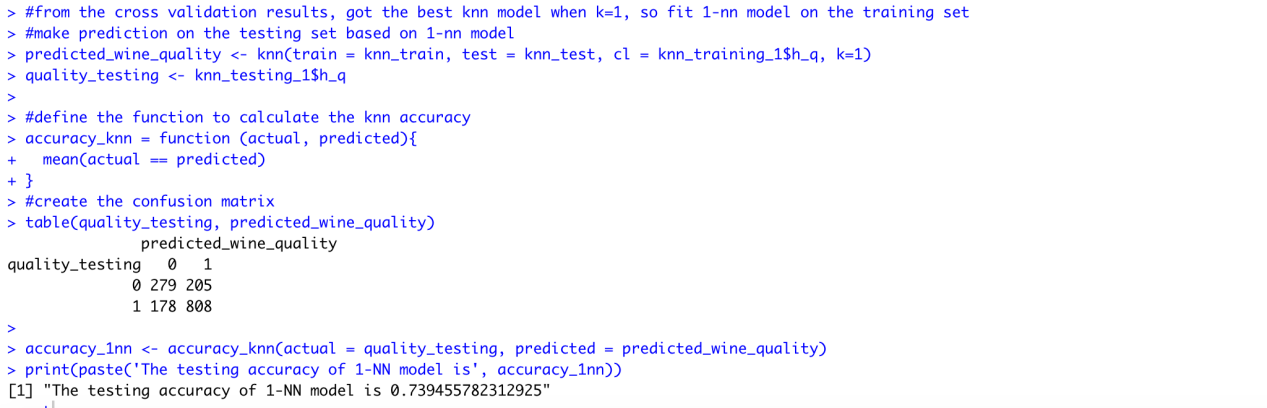 > #from the cross validation results, got the best knn model when k=1, so fit 1-nn model on the training set
> #make prediction on the testing set based on 1-nn model
> predicted_wine_quality <- knn(train = knn_train, test = knn_test, cl = knn_training_1$h_q, k=1)
> quality_testing <- knn_testing_1$h_q
>
> #define the function to calculate the knn accuracy
> accuracy_knn = function (actual, predicted){
+   mean(actual == predicted)
+ }
> #create the confusion matrix
> table(quality_testing, predicted_wine_quality)
               predicted_wine_quality
quality_testing   0   1
              0 279 205
              1 178 808
>
> accuracy_1nn <- accuracy_knn(actual = quality_testing, predicted = predicted_wine_quality)
> print(paste('The testing accuracy of 1-NN model is', accuracy_1nn))
[1] "The testing accuracy of 1-NN model is 0.739455782312925"